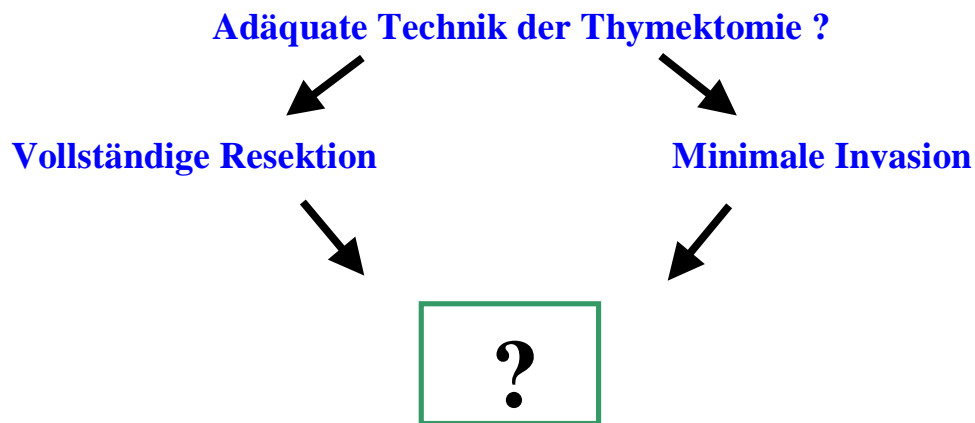 Adäquate Technik der Thymektomie ?
Vollständige Resektion
Minimale Invasion
?